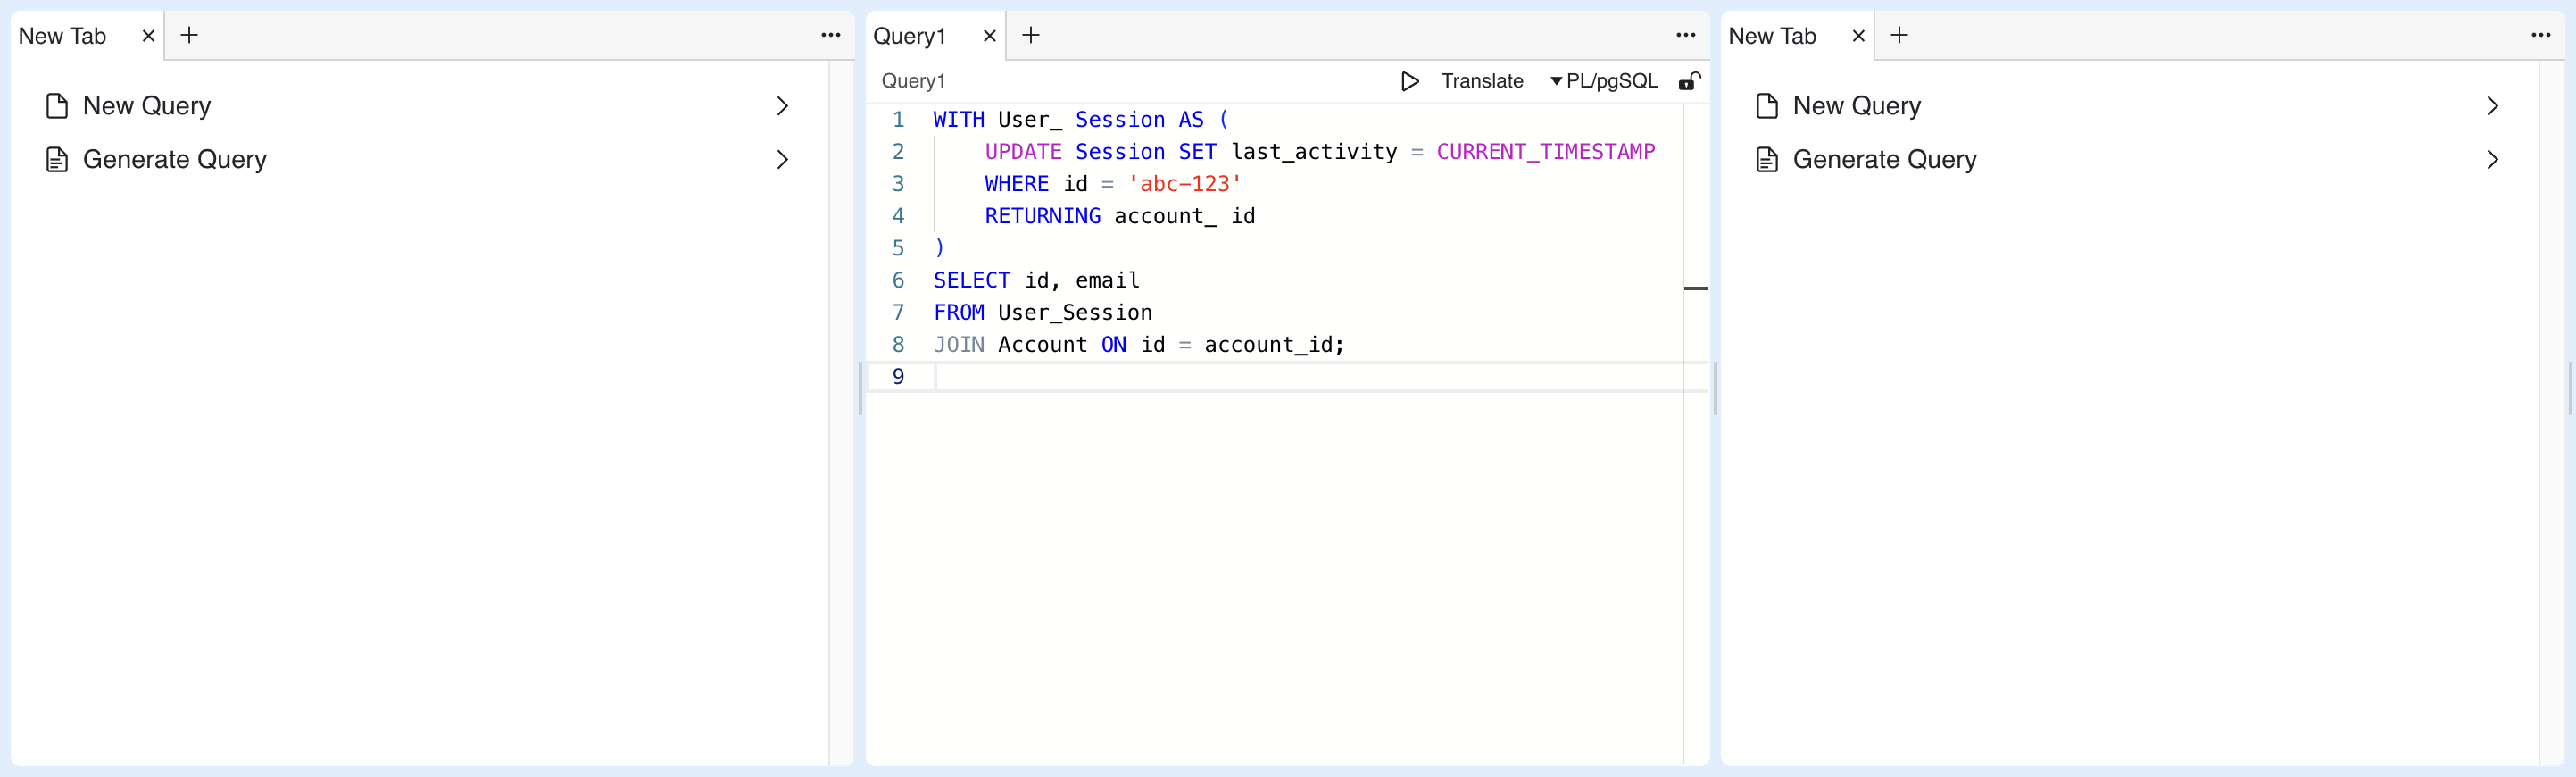 New Tab
New Query
Generate Query
Query1
Query1 Translate PL/pgSQL
1 WITH User_ Session AS (
2 UPDATE Session SET last_activity = CURRENT_TIMESTAMP
3 WHERE id = 'abc-123'
4 RETURNING account_ id
5 )
6 SELECT id, email
7 FROM User_Session
8 JOIN Account ON id = account_id;
9
New Tab
New Query
Generate Query